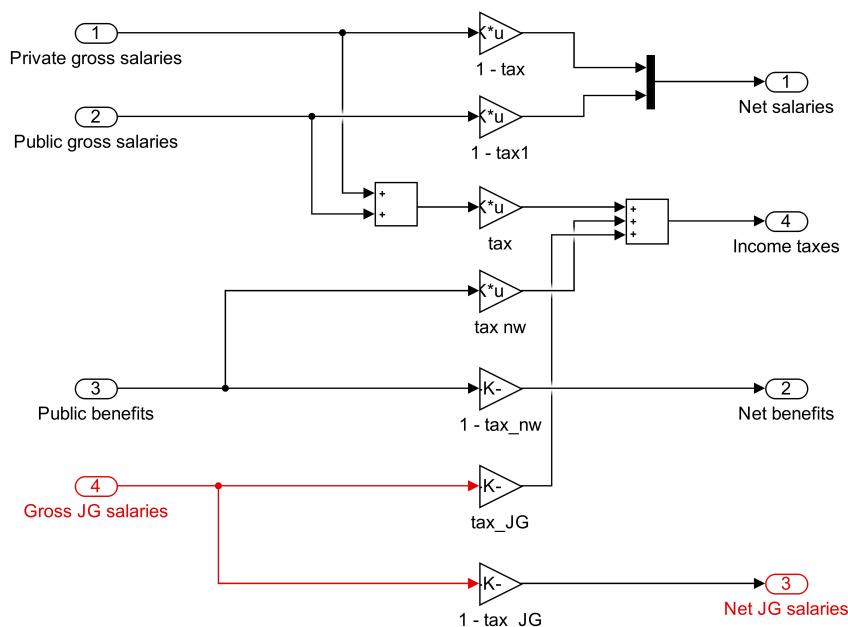 1
Private gross salaries
K*u
1 - tax
1
Net salaries
2
Public gross salaries
K*u
1 - tax1
+
+
K*u
tax
+
+
+
4
Income taxes
K*u
tax nw
3
Public benefits
-K-
1 - tax_nw
2
Net benefits
4
Gross JG salaries
-K-
tax_JG
-K-
1 - tax_JG
3
Net JG salaries